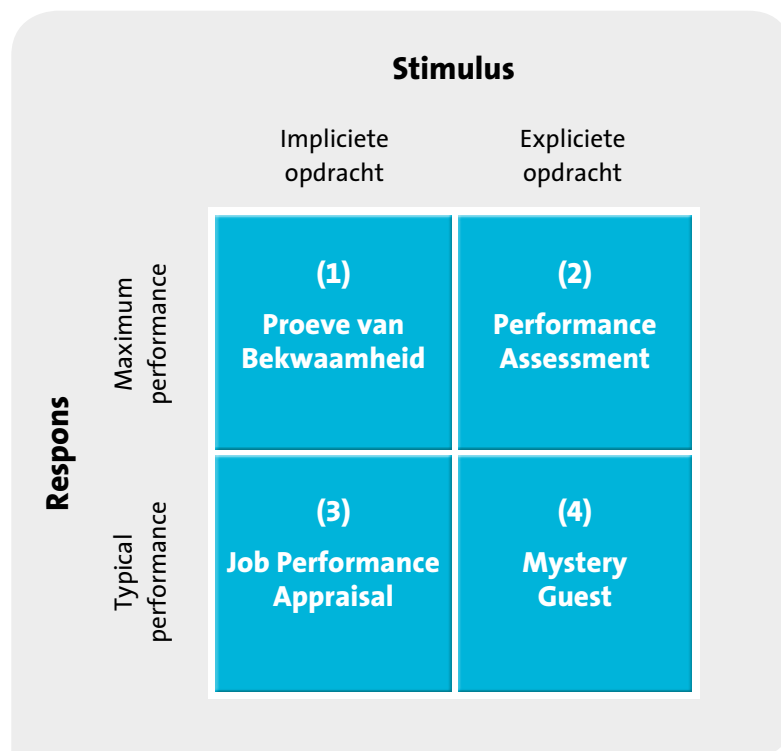 Stimulus
Impliciete
opdracht
Expliciete
opdracht
Respons
Maximum
performance
(1)
Proeve van
Bekwaamheid
(2)
Performance
Assessment
Typical
performance
(3)
Job Performance
Appraisal
(4)
Mystery
Guest